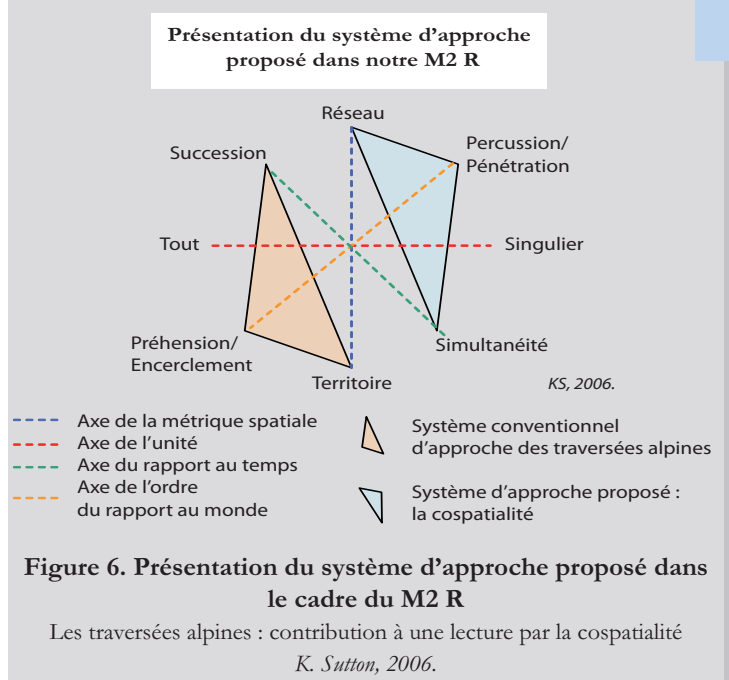 Présentation du système d'approche
proposé dans notre M2 R
Réseau
Percussion/
Pénétration
Succession
Tout
Singulier
Préhension/
Encerclement
Simultanéité
Territoire
KS, 2006.
Axe de la métrique spatiale
Axe de l'unité
Axe du rapport au temps
Axe de l'ordre
du rapport au monde
Système conventionnel
d'approche des traversées alpines
Système d'approche proposé :
la cospatialité
Figure 6. Présentation du système d'approche proposé dans
le cadre du M2 R
Les traversées alpines : contribution à une lecture par la cospatialité
K. Sutton, 2006.